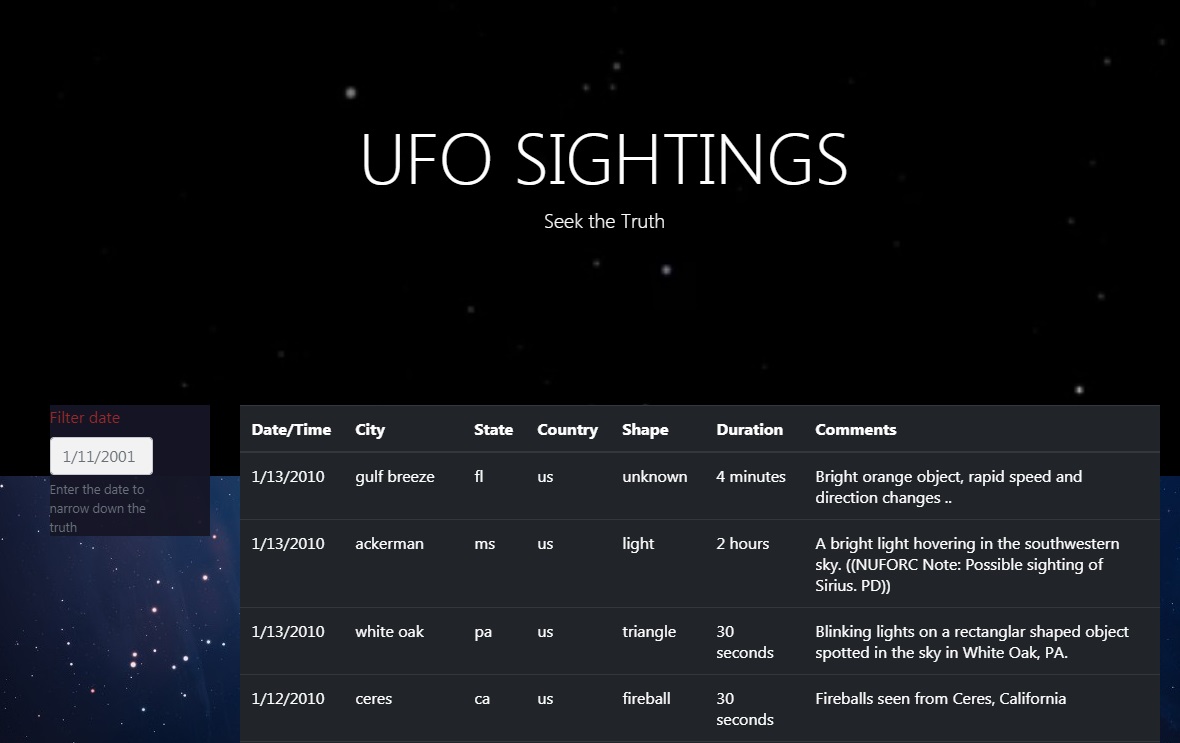 UFO SIGHTINGS
Seek the Truth
Filter date
1/11/2001
Enter the date to
narrow down the
truth
Date/Time City State Country Shape Duration Comments
1/13/2010 gulf breeze fl us unknown 4 minutes Bright orange object, rapid speed and
direction changes ..
1/13/2010 ackerman ms us light 2 hours A bright light hovering in the southwestern
sky. ((NUFORC Note: Possible sighting of
Sirius. PD))
1/13/2010 white oak pa us triangle 30 Blinking lights on a rectanglar shaped object
seconds spotted in the sky in White Oak, PA.
1/12/2010 ceres ca us fireball 30 Fireballs seen from Ceres, California
seconds